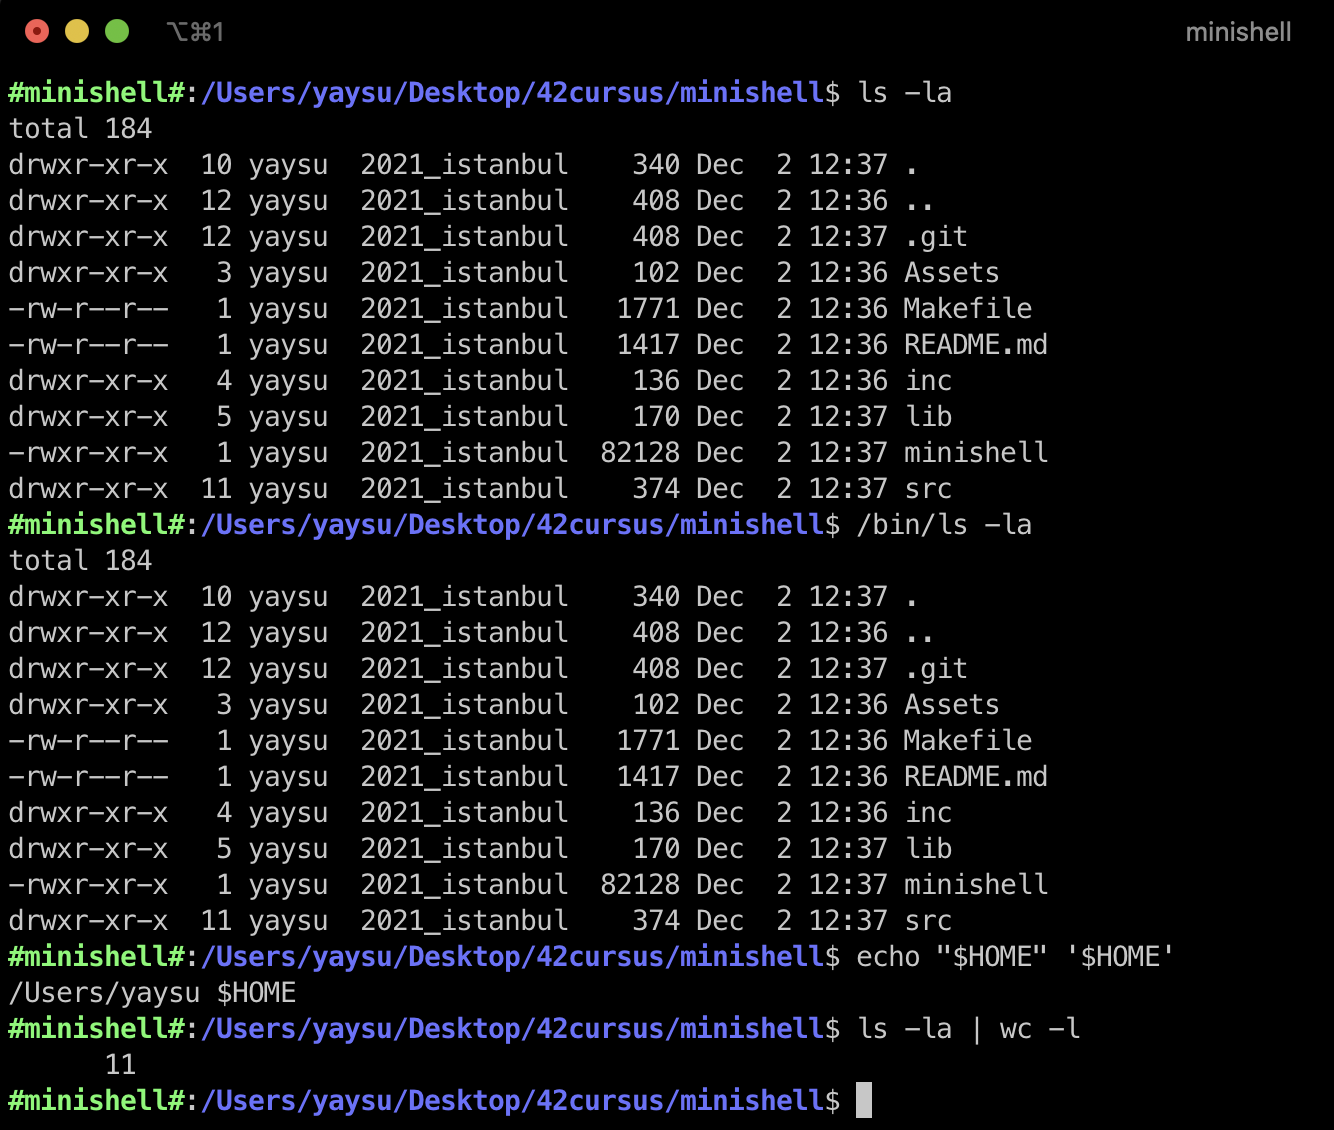 ⌥⌘1 minishell
#minishell#:/Users/yaysu/Desktop/42cursus/minishell$ ls -la
total 184
drwxr-xr-x  10 yaysu  2021_istanbul    340 Dec  2 12:37 .
drwxr-xr-x  12 yaysu  2021_istanbul    408 Dec  2 12:36 ..
drwxr-xr-x  12 yaysu  2021_istanbul    408 Dec  2 12:37 .git
drwxr-xr-x   3 yaysu  2021_istanbul    102 Dec  2 12:36 Assets
-rw-r--r--   1 yaysu  2021_istanbul   1771 Dec  2 12:36 Makefile
-rw-r--r--   1 yaysu  2021_istanbul   1417 Dec  2 12:36 README.md
drwxr-xr-x   4 yaysu  2021_istanbul    136 Dec  2 12:36 inc
drwxr-xr-x   5 yaysu  2021_istanbul    170 Dec  2 12:37 lib
-rwxr-xr-x   1 yaysu  2021_istanbul  82128 Dec  2 12:37 minishell
drwxr-xr-x  11 yaysu  2021_istanbul    374 Dec  2 12:37 src
#minishell#:/Users/yaysu/Desktop/42cursus/minishell$ /bin/ls -la
total 184
drwxr-xr-x  10 yaysu  2021_istanbul    340 Dec  2 12:37 .
drwxr-xr-x  12 yaysu  2021_istanbul    408 Dec  2 12:36 ..
drwxr-xr-x  12 yaysu  2021_istanbul    408 Dec  2 12:37 .git
drwxr-xr-x   3 yaysu  2021_istanbul    102 Dec  2 12:36 Assets
-rw-r--r--   1 yaysu  2021_istanbul   1771 Dec  2 12:36 Makefile
-rw-r--r--   1 yaysu  2021_istanbul   1417 Dec  2 12:36 README.md
drwxr-xr-x   4 yaysu  2021_istanbul    136 Dec  2 12:36 inc
drwxr-xr-x   5 yaysu  2021_istanbul    170 Dec  2 12:37 lib
-rwxr-xr-x   1 yaysu  2021_istanbul  82128 Dec  2 12:37 minishell
drwxr-xr-x  11 yaysu  2021_istanbul    374 Dec  2 12:37 src
#minishell#:/Users/yaysu/Desktop/42cursus/minishell$ echo "$HOME" '$HOME'
/Users/yaysu $HOME
#minishell#:/Users/yaysu/Desktop/42cursus/minishell$ ls -la | wc -l
      11
#minishell#:/Users/yaysu/Desktop/42cursus/minishell$